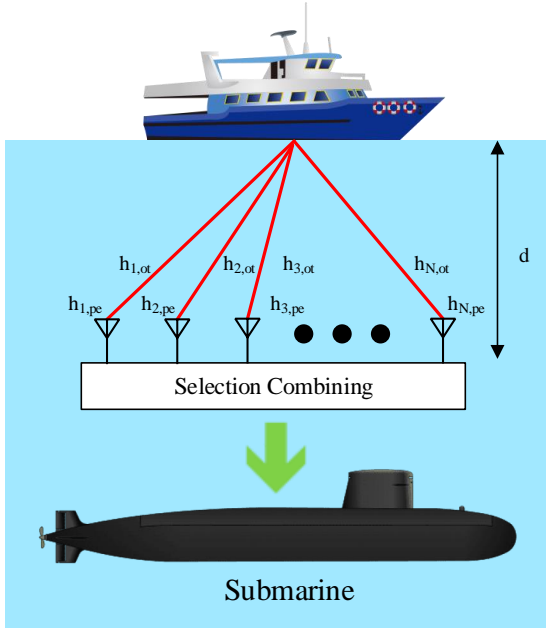 d
h1,ot
h2,ot
h3,ot
hN,ot
h1,pe
h2,pe
h3,pe
hN,pe
Selection Combining
Submarine